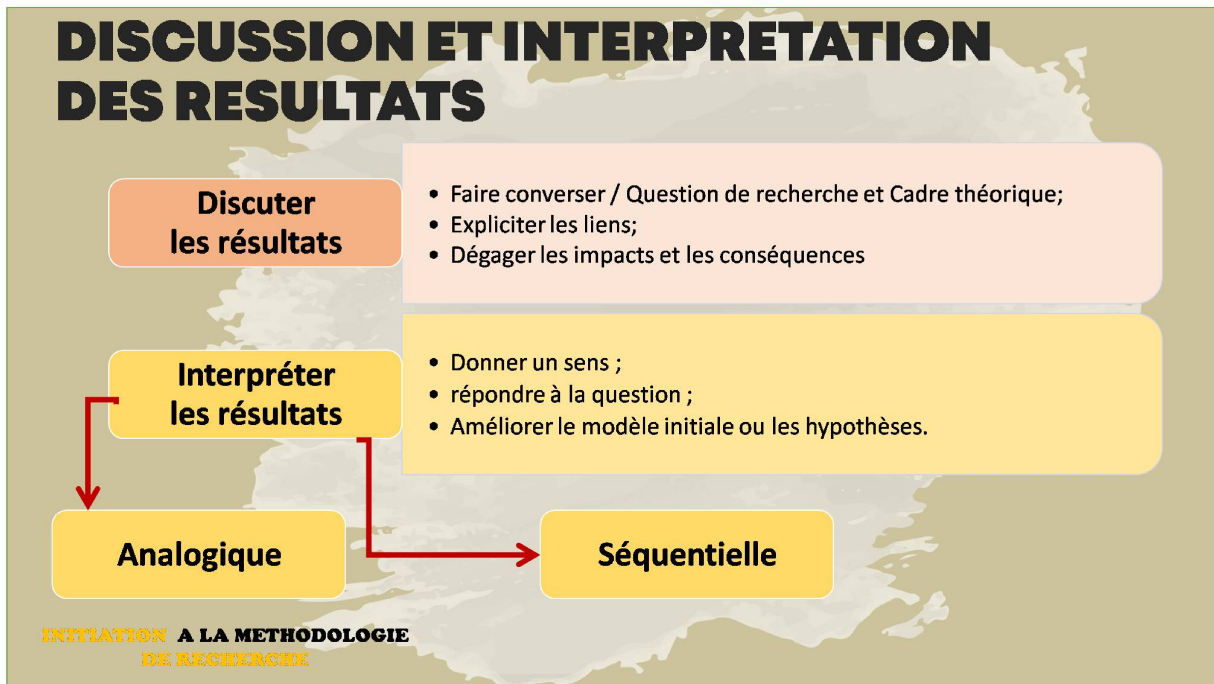 DISCUSSION ET INTERPRETATION
DES RESULTATS
Discuter
les résultats
• Faire converser / Question de recherche et Cadre théorique;
• Expliciter les liens;
• Dégager les impacts et les conséquences
Interpréter
les résultats
• Donner un sens ;
• répondre à la question ;
• Améliorer le modèle initiale ou les hypothèses.
Analogique
Séquentielle
INITIATION A LA METHODOLOGIE
DE RECHERCHE